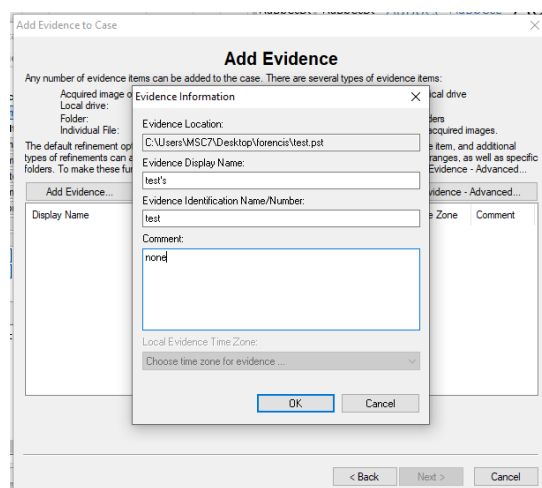 Add Evidence to Case
Add Evidence
Any number of evidence items can be added to the case. There are several types of evidence items:
Acquired image o
ical drive
Local drive:
Folder:
ders
Individual File:
acquired images.
The default refinement op
e item, and additional
types of refinements can a
ranges, as well as specific
folders. To make these fu
Evidence - Advanced...
Add Evidence...
vidence - Advanced...
Display Name
e Zone
Comment
Evidence Information
Evidence Location:
C:\Users\MSC7\Desktop\forencis\test.pst
Evidence Display Name:
test's
Evidence Identification Name/Number:
test
Comment:
none
Local Evidence Time Zone:
Choose time zone for evidence ...
OK
Cancel
< Back
Next >
Cancel